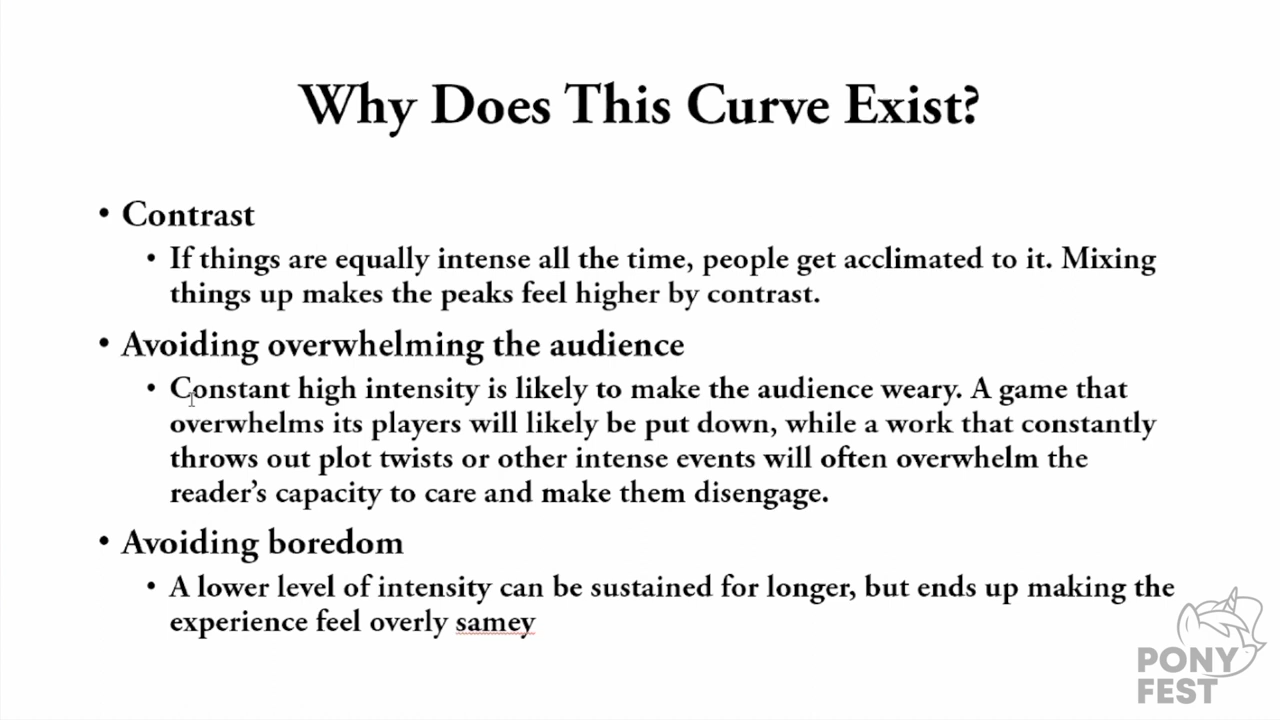 Why Does This Curve Exist?
• Contrast
• If things are equally intense all the time, people get acclimated to it. Mixing
things up makes the peaks feel higher by contrast.
• Avoiding overwhelming the audience
• Constant high intensity is likely to make the audience weary. A game that
overwhelms its players will likely be put down, while a work that constantly
throws out plot twists or other intense events will often overwhelm the
reader’s capacity to care and make them disengage.
• Avoiding boredom
• A lower level of intensity can be sustained for longer, but ends up making the
experience feel overly samey
PONY
FEST